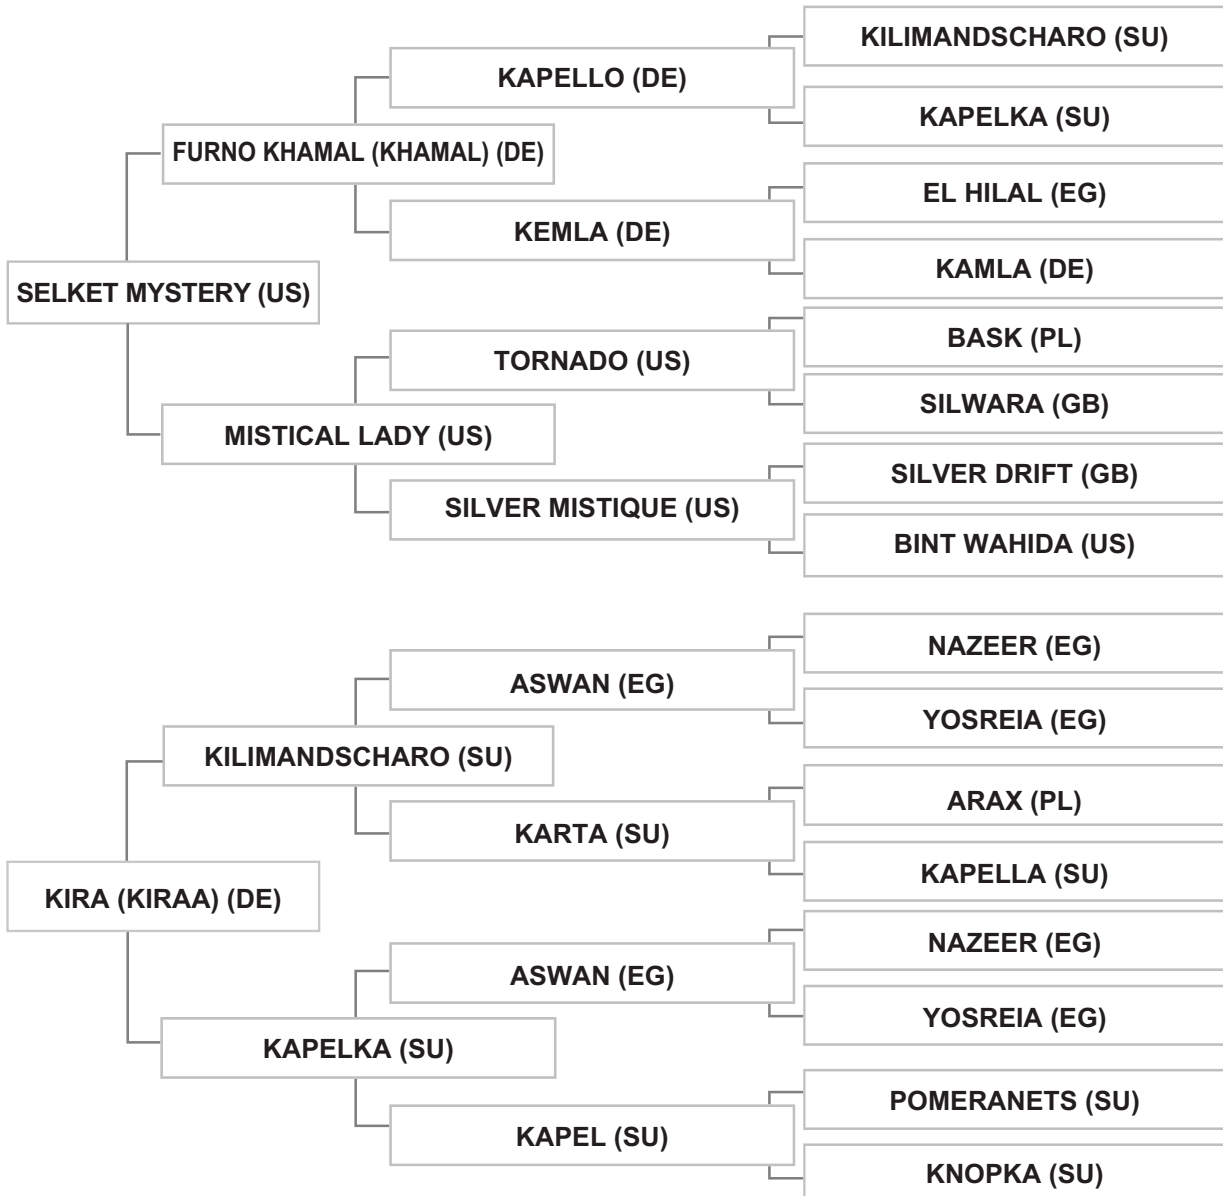 KILIMANDSCHARO (SU)
KAPELLO (DE)
KAPELKA (SU)
FURNO KHAMAL (KHAMAL) (DE)
EL HILAL (EG)
KEMLA (DE)
KAMLA (DE)
SELKET MYSTERY (US)
BASK (PL)
TORNADO (US)
SILWARA (GB)
MISTICAL LADY (US)
SILVER DRIFT (GB)
SILVER MISTIQUE (US)
BINT WAHIDA (US)
NAZEER (EG)
ASWAN (EG)
YOSREIA (EG)
KILIMANDSCHARO (SU)
ARAX (PL)
KARTA (SU)
KAPELLA (SU)
KIRA (KIRAA) (DE)
NAZEER (EG)
ASWAN (EG)
YOSREIA (EG)
KAPELKA (SU)
POMERANETS (SU)
KAPEL (SU)
KNOPKA (SU)